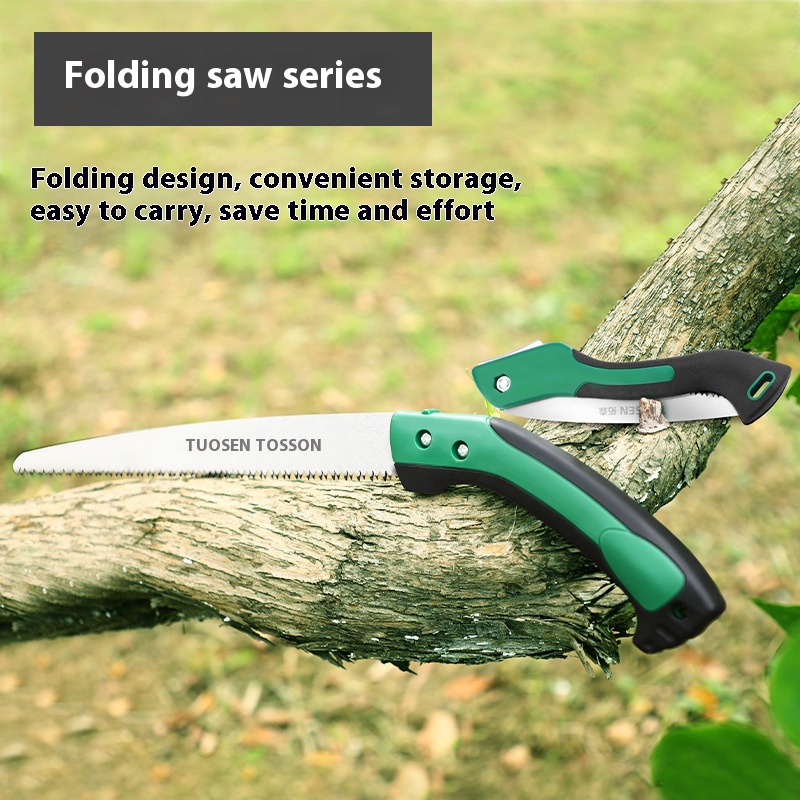 Folding saw series
Folding design, convenient storage,
easy to carry, save time and effort
TUOSEN TOSSON